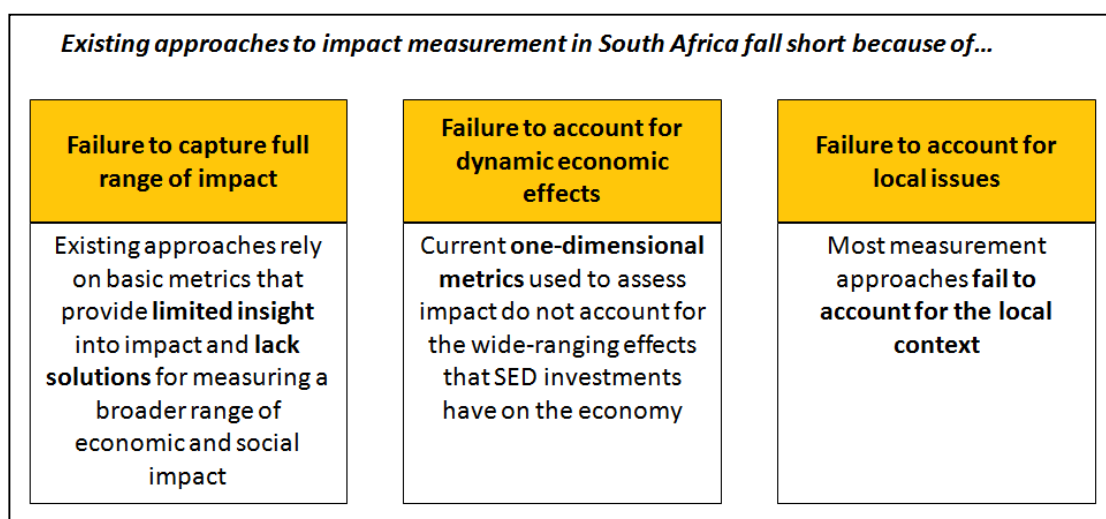 Existing approaches to impact measurement in South Africa fall short because of…
Failure to capture full
range of impact
Existing approaches rely
on basic metrics that
provide limited insight
into impact and lack
solutions for measuring a
broader range of
economic and social
impact
Failure to account for
dynamic economic
effects
Current one-dimensional
metrics used to assess
impact do not account for
the wide-ranging effects
that SED investments
have on the economy
Failure to account for
local issues
Most measurement
approaches fail to
account for the local
context